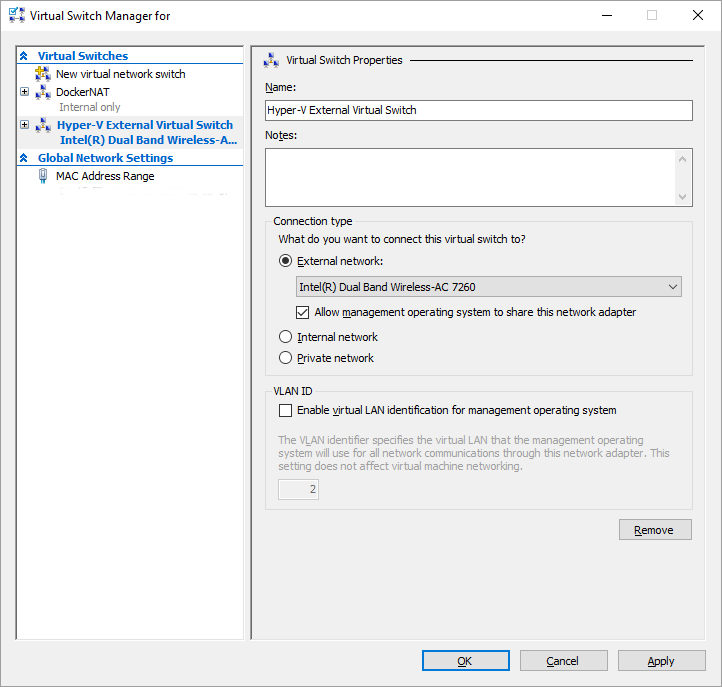 Virtual Switch Manager for
Virtual Switches
New virtual network switch
DockerNAT
Internal only
Hyper-V External Virtual Switch
Intel(R) Dual Band Wireless-A...
Global Network Settings
MAC Address Range
Virtual Switch Properties
Name:
Hyper-V External Virtual Switch
Notes:
Connection type
What do you want to connect this virtual switch to?
External network:
Intel(R) Dual Band Wireless-AC 7260
Allow management operating system to share this network adapter
Internal network
Private network
VLAN ID
Enable virtual LAN identification for management operating system
The VLAN identifier specifies the virtual LAN that the management operating
system will use for all network communications through this network adapter. This
setting does not affect virtual machine networking.
2
Remove
OK
Cancel
Apply